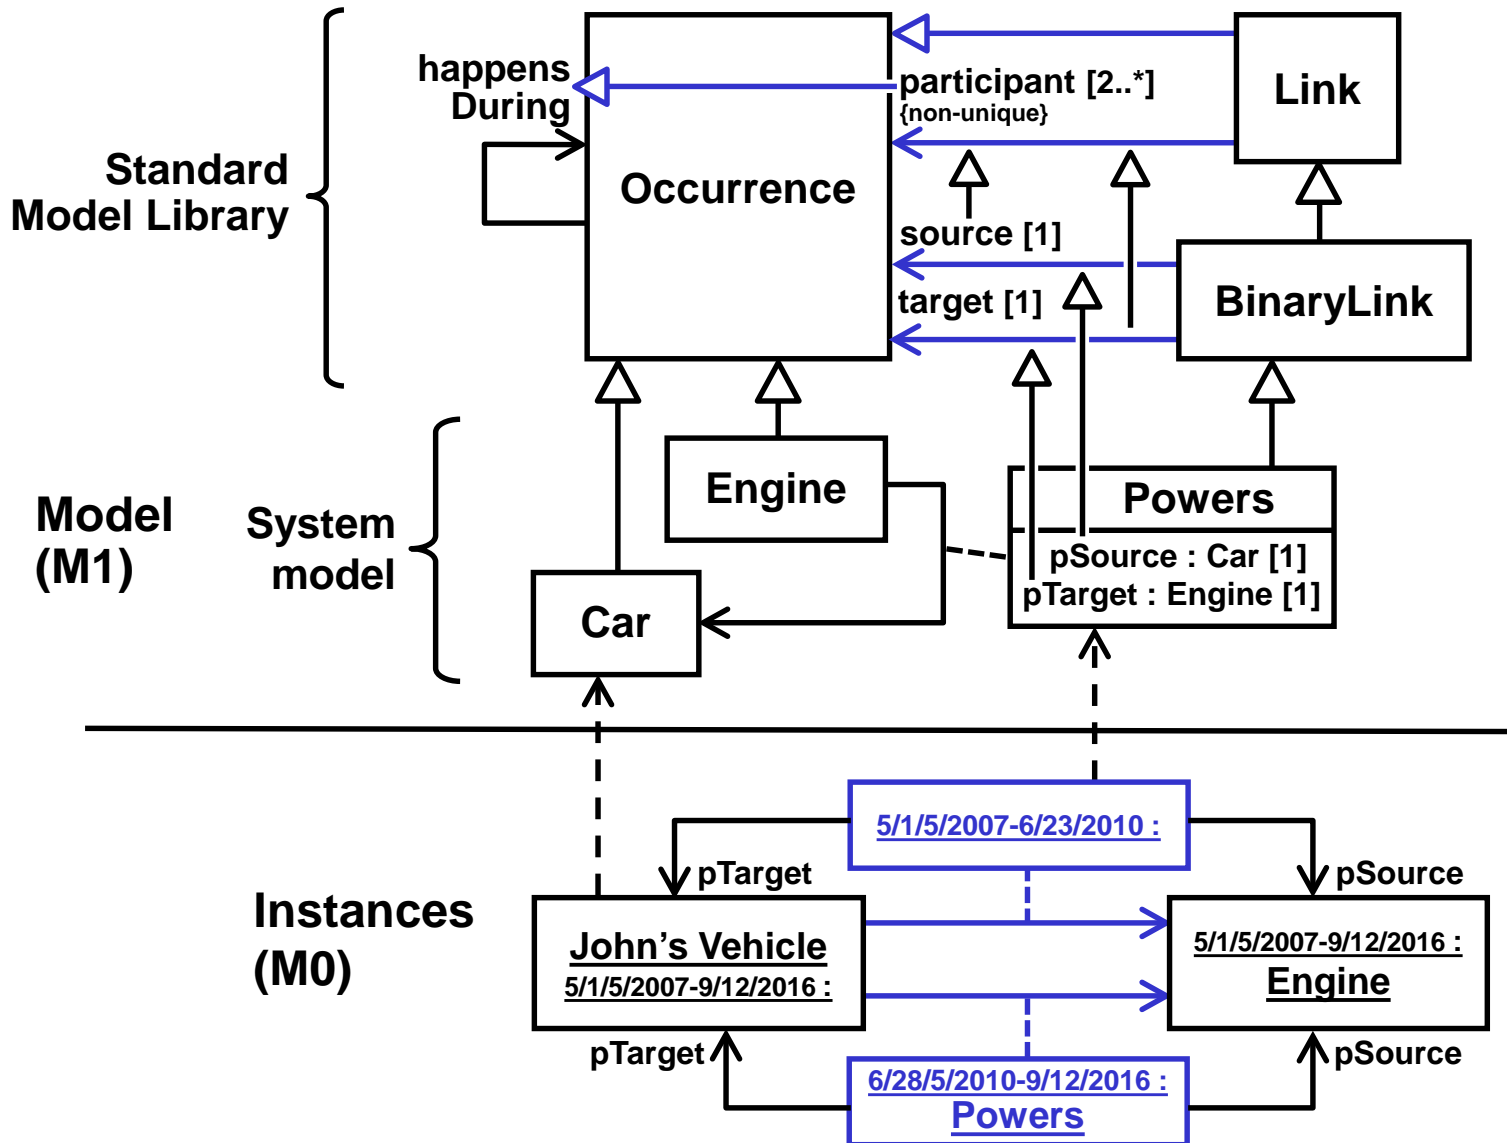 happens
During
participant [2..*]
{non-unique}
Link
Standard
Model Library
Occurrence
source [1]
target [1]
BinaryLink
Model
(M1)
System
model
Engine
Powers
pSource : Car [1]
pTarget : Engine [1]
Car
5/1/5/2007-6/23/2010 :
pTarget
pSource
Instances
(M0)
John’s Vehicle
5/1/5/2007-9/12/2016 :
5/1/5/2007-9/12/2016 :
Engine
pTarget
pSource
6/28/5/2010-9/12/2016 :
Powers